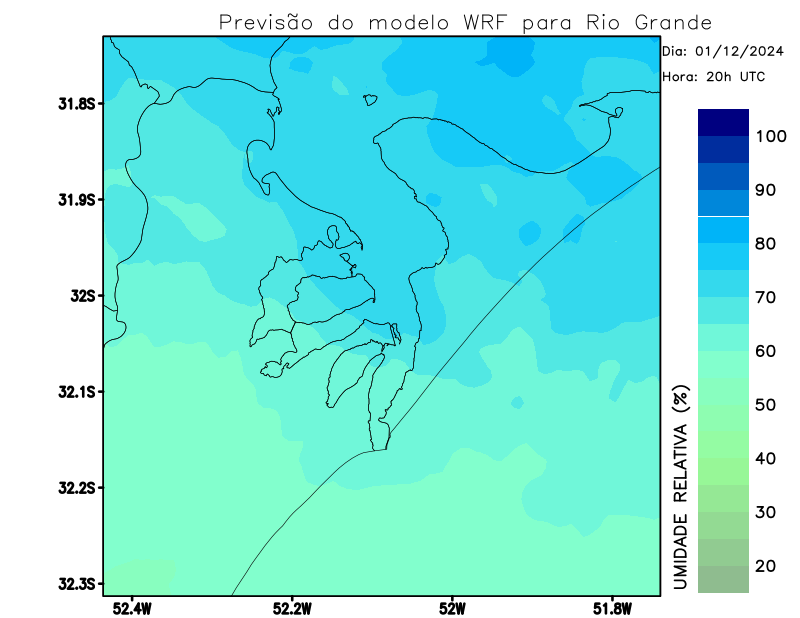 Previsão do modelo WRF para Rio Grande
Dia: 01/12/2024
Hora: 20h UTC
31.8S
31.9S
32S
32.1S
32.2S
32.3S
52.4W
52.2W
52W
51.8W
100
90
80
70
60
50
40
30
20
UMIDADE RELATIVA (%)